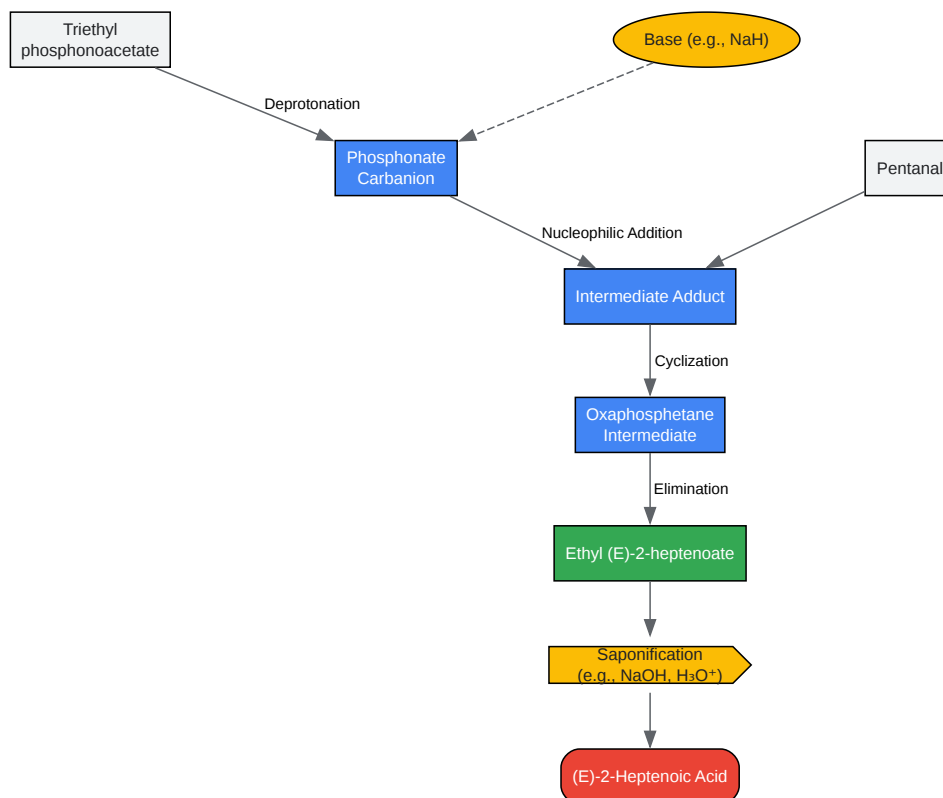 Triethyl
phosphonoacetate
Base (e.g., NaH)
Deprotonation
Phosphonate
Carbanion
Pentanal
Nucleophilic Addition
Intermediate Adduct
Cyclization
Oxaphosphetane
Intermediate
Elimination
Ethyl (E)-2-heptenoate
Saponification
(e.g., NaOH, H₃O⁺)
(E)-2-Heptenoic Acid